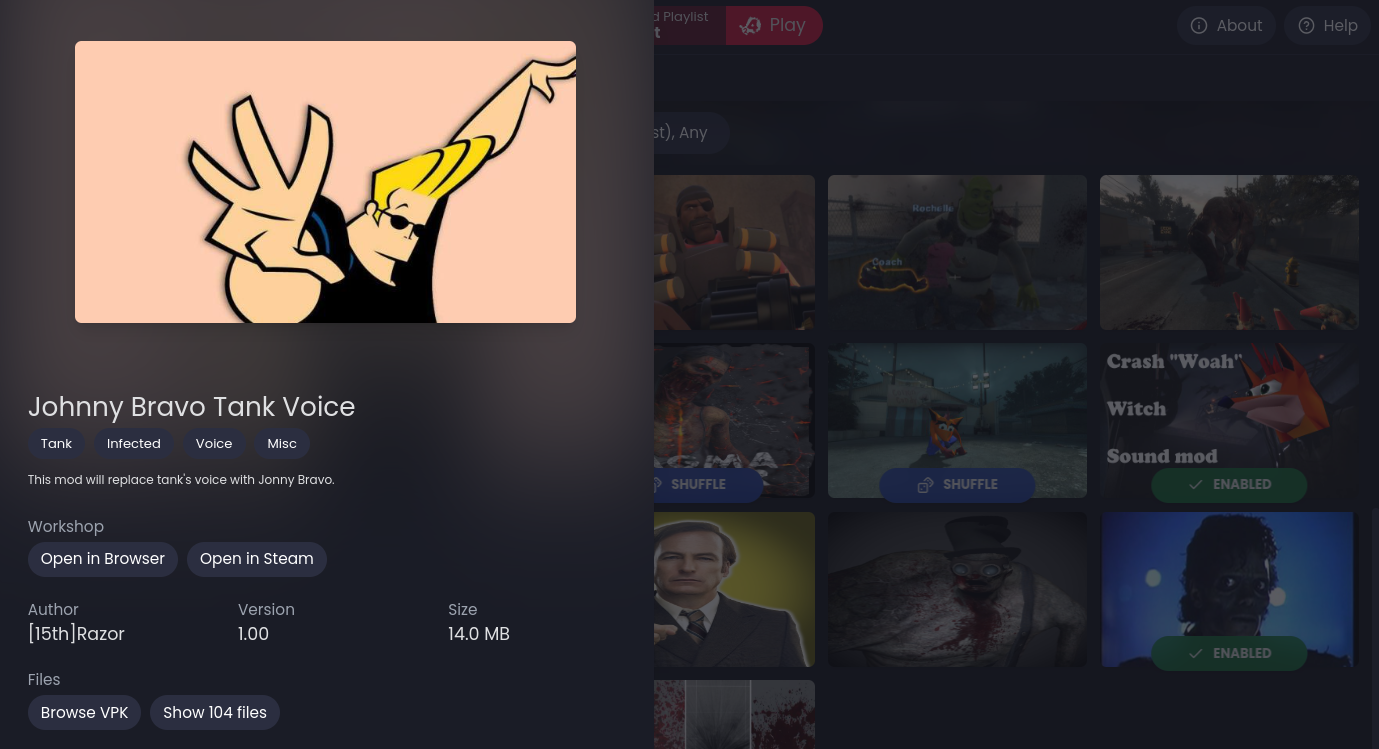 d Playlist
t
Play
About
Help
st), Any
Johnny Bravo Tank Voice
Tank
Infected
Voice
Misc
This mod will replace tank's voice with Jonny Bravo.
Workshop
Open in Browser
Open in Steam
Author
Version
Size
[15th]Razor
1.00
14.0 MB
Files
Browse VPK
Show 104 files
Rochelle
Coach
SHUFFLE
SHUFFLE
Crash "Woah"
Witch
Sound mod
ENABLED
ENABLED